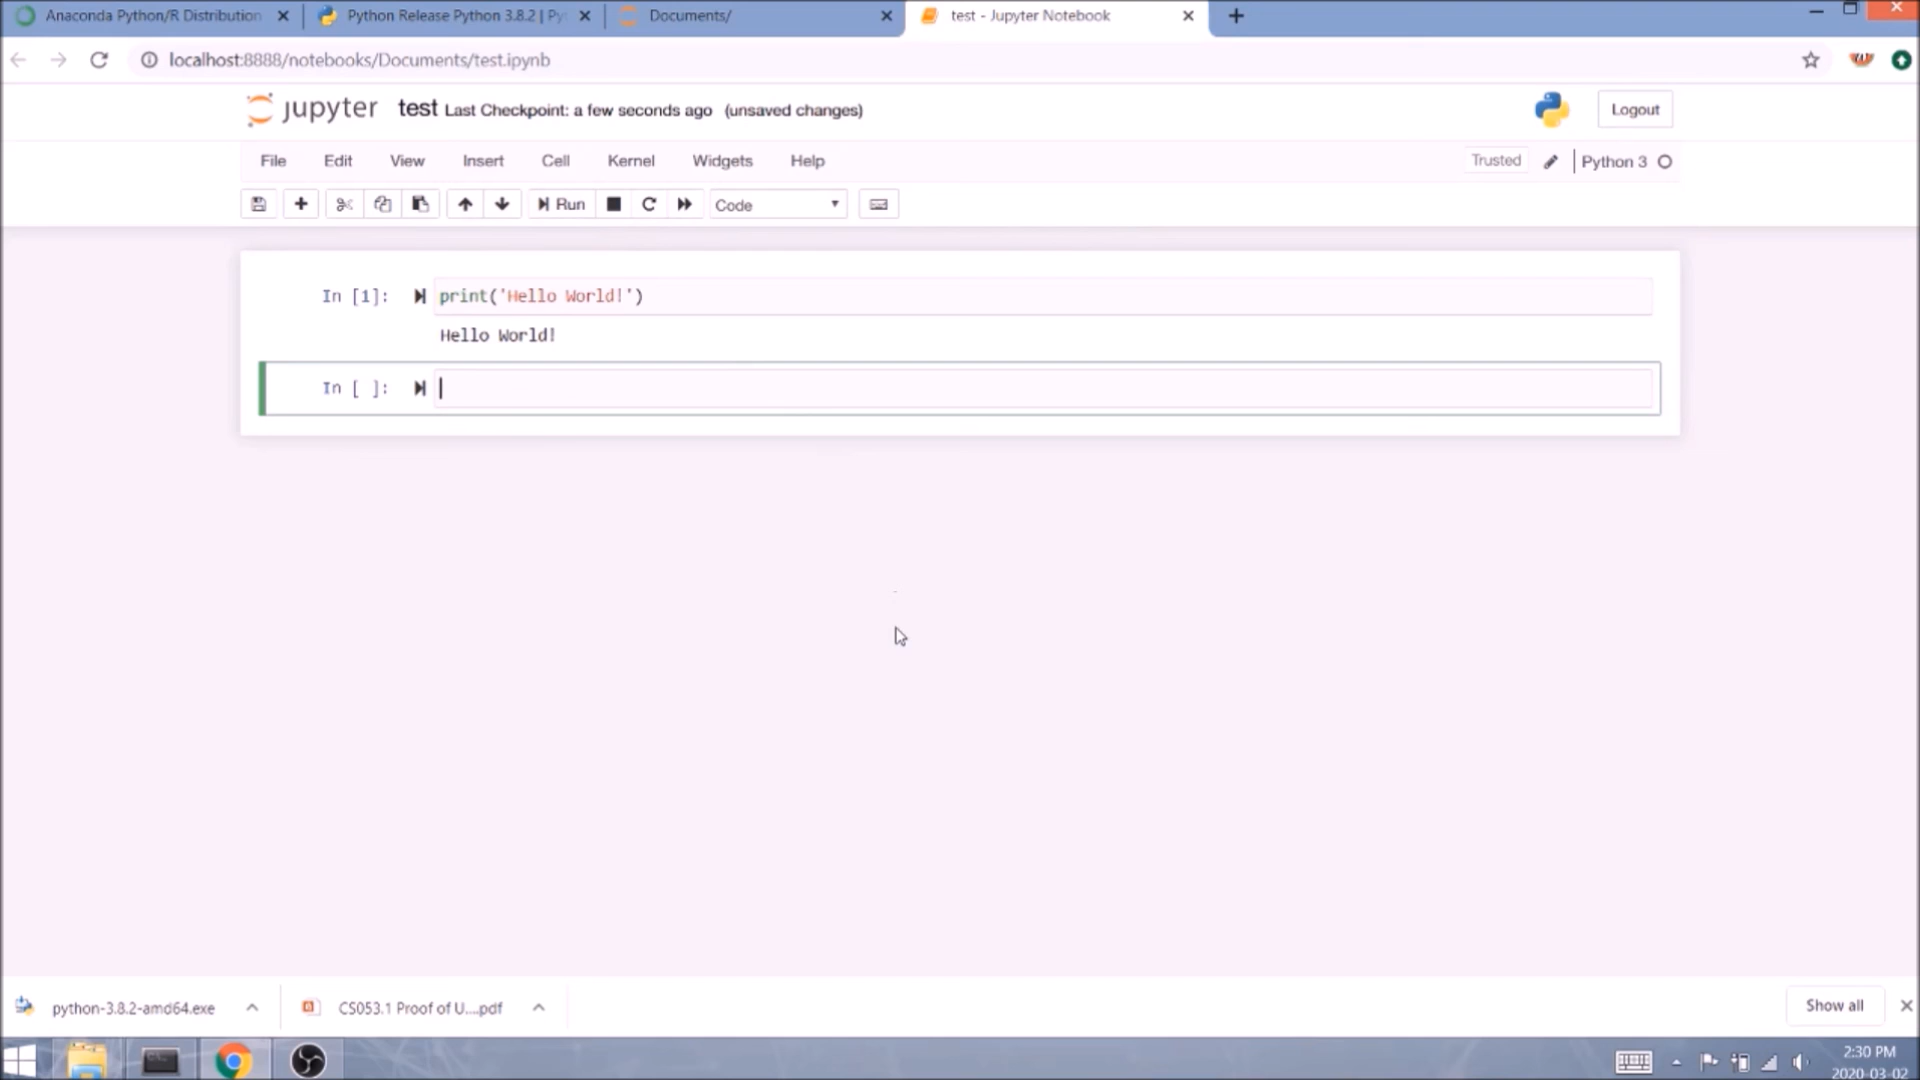 Anaconda Python/R Distribution
Python Release Python 3.8.2 | Py
Documents/
test - Jupyter Notebook
localhost:8888/notebooks/Documents/test.ipynb
jupyter test Last Checkpoint: a few seconds ago (unsaved changes)
Logout
File Edit View Insert Cell Kernel Widgets Help
Trusted
Python 3
Run
Code
In [1]: print('Hello World!')
Hello World!
In [ ]:
python-3.8.2-amd64.exe
CS053.1 Proof of U....pdf
Show all
2:30 PM
2020-03-02